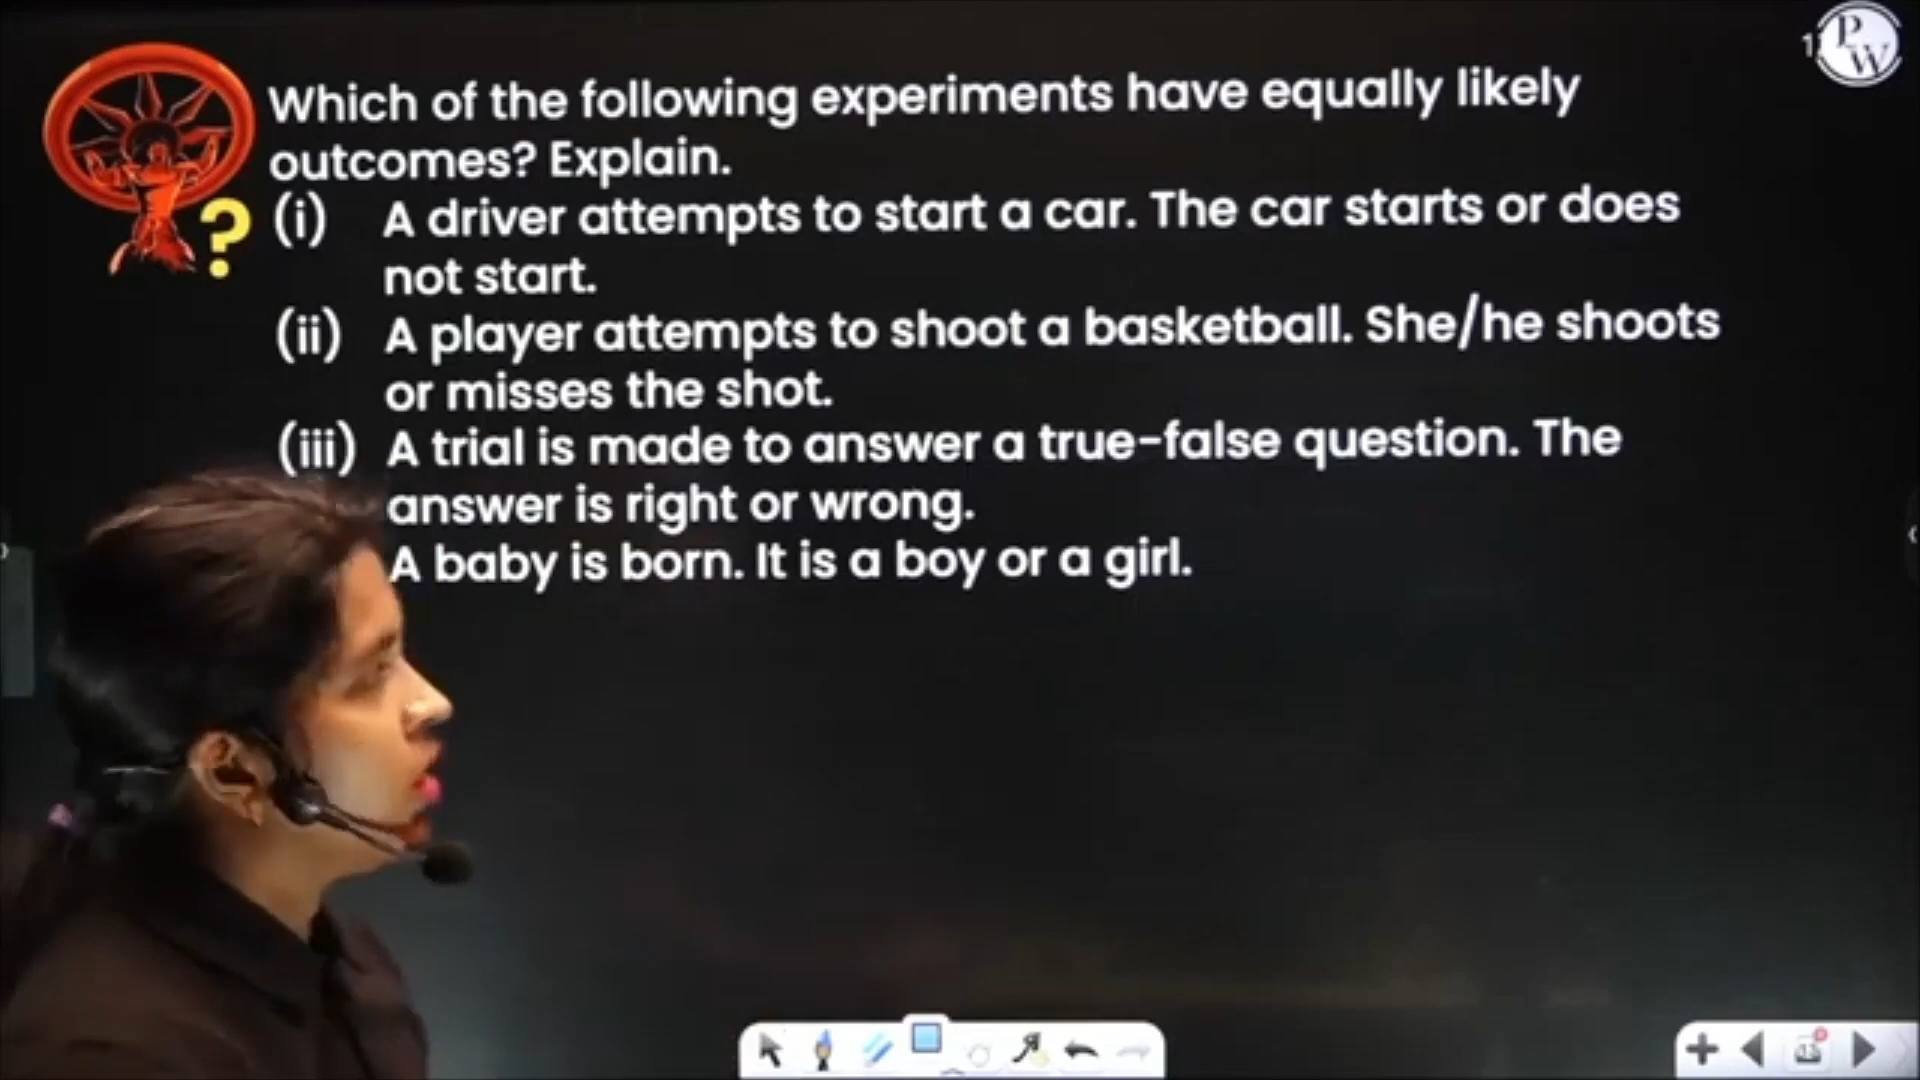 Which of the following experiments have equally likely
outcomes? Explain.
(i) A driver attempts to start a car. The car starts or does
not start.
(ii) A player attempts to shoot a basketball. She/he shoots
or misses the shot.
(iii) A trial is made to answer a true-false question. The
answer is right or wrong.
A baby is born. It is a boy or a girl.
?
PW